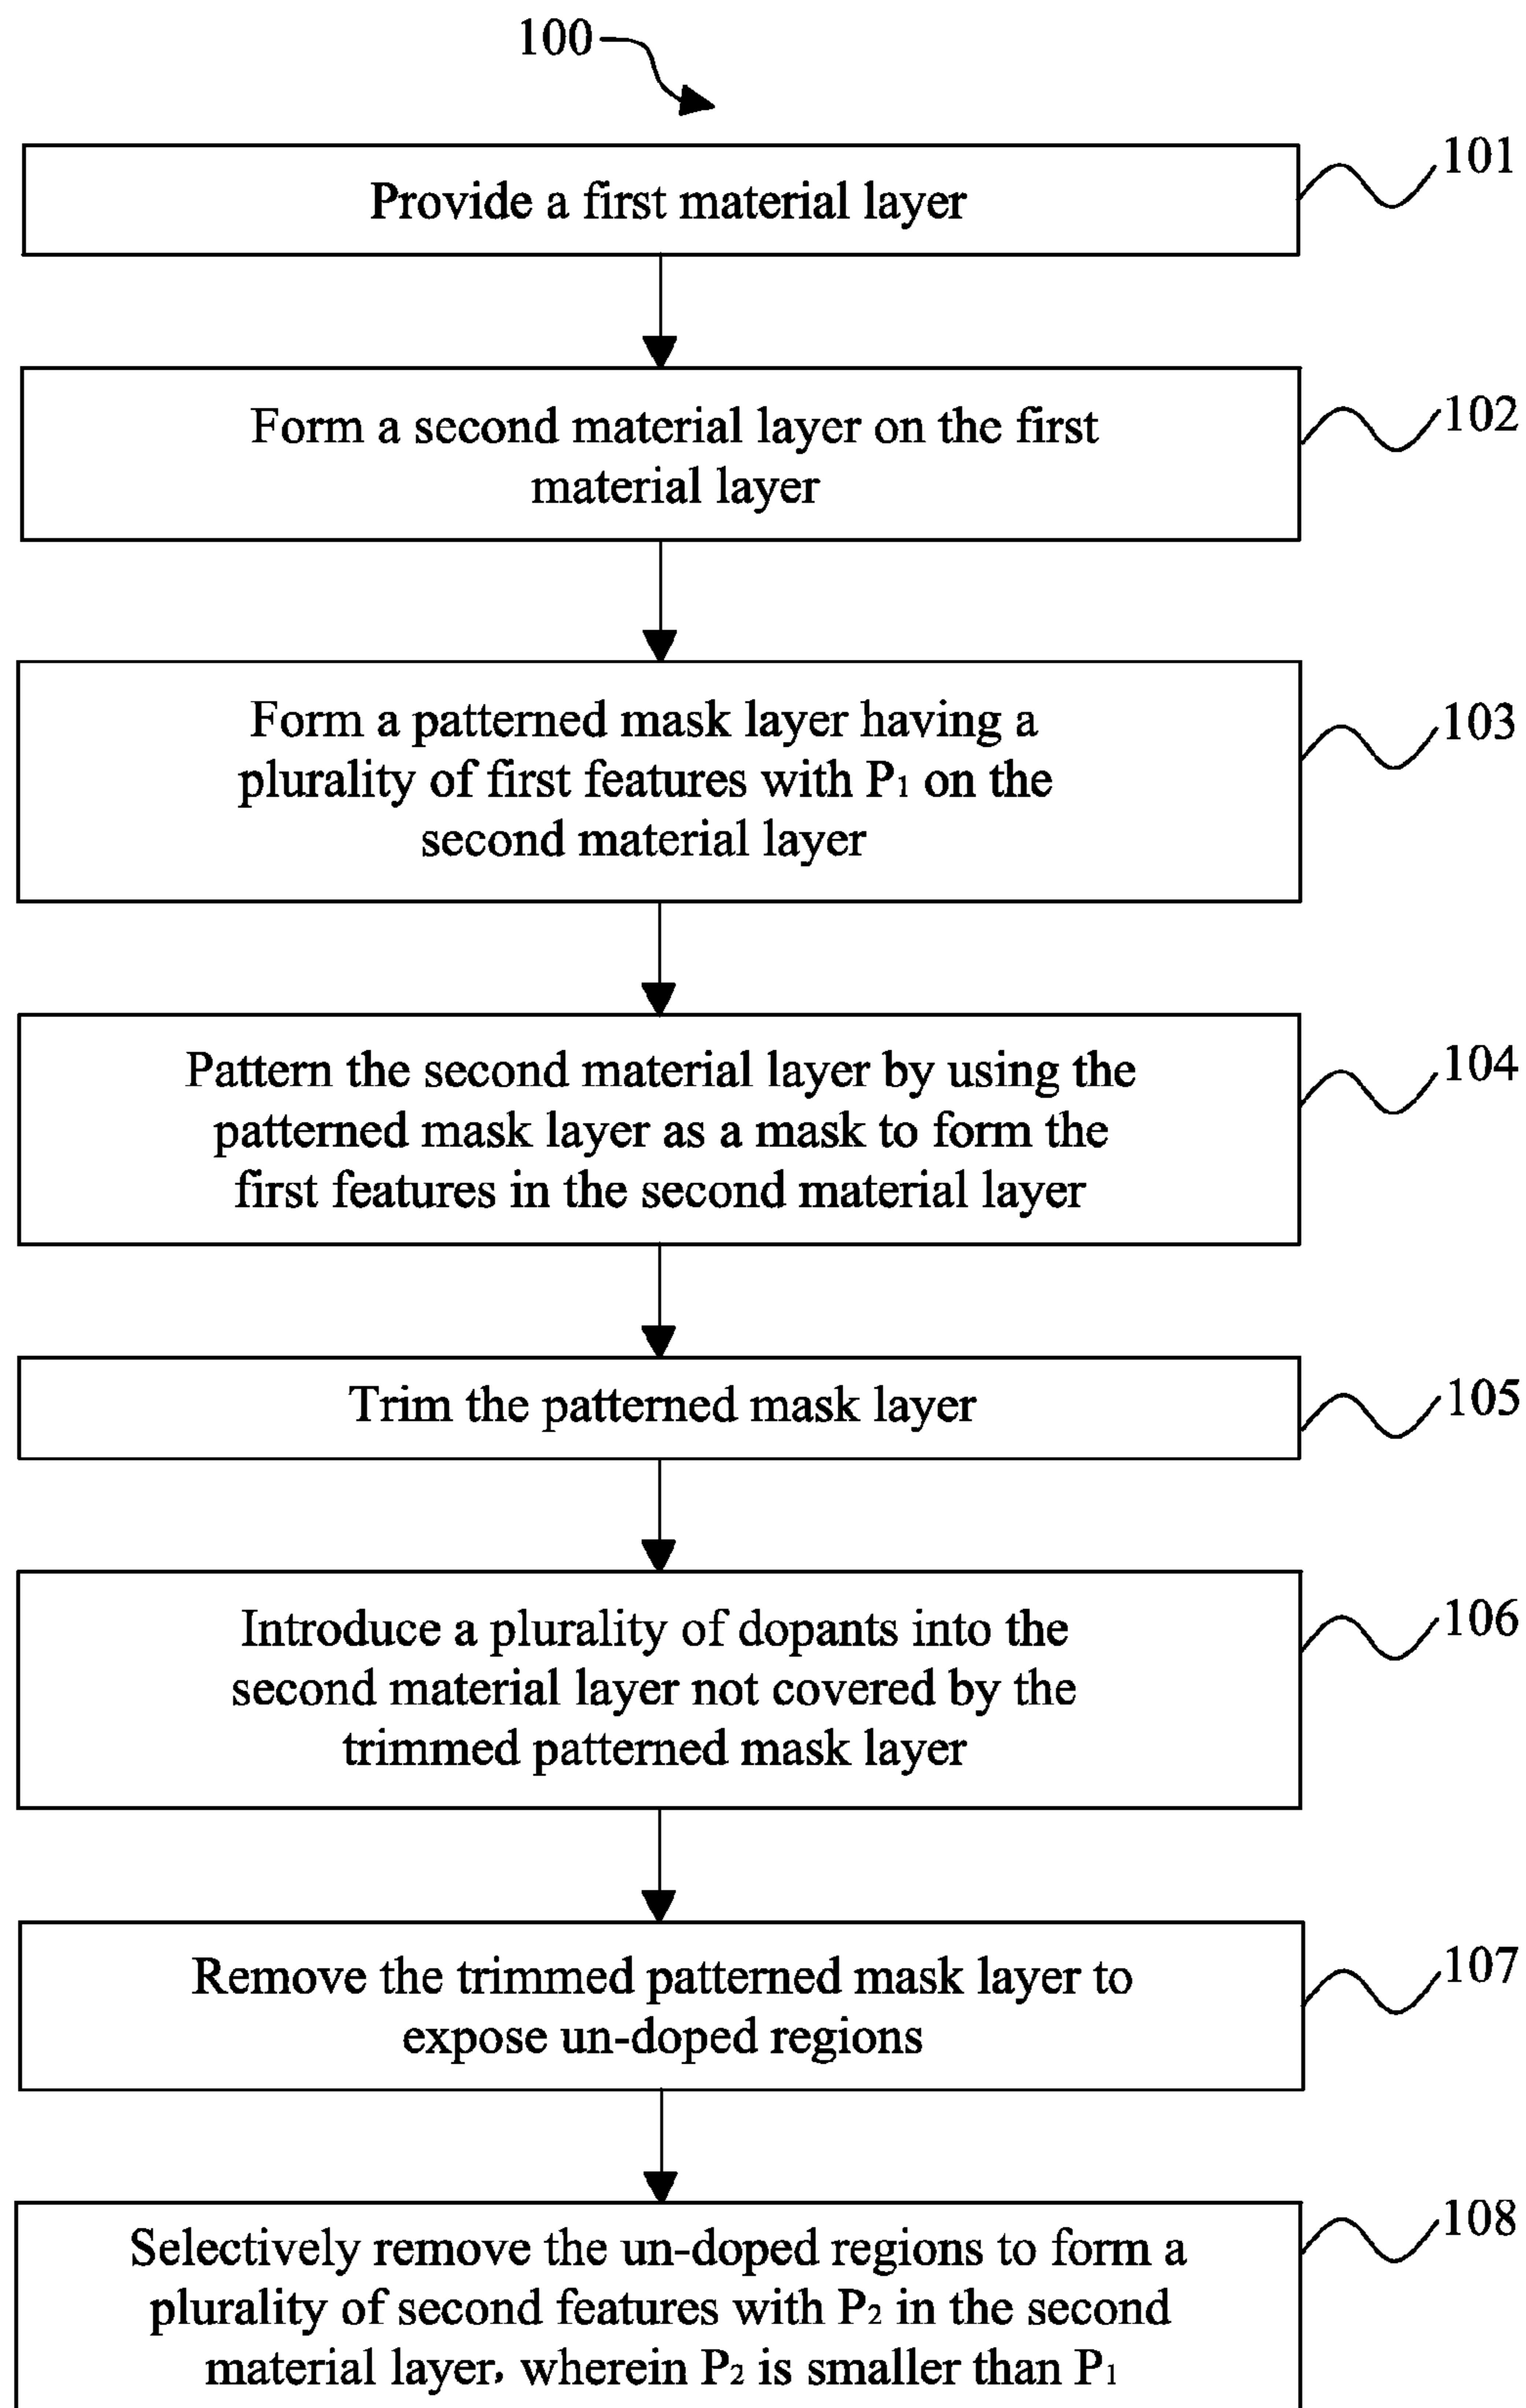 100
Provide a first material layer
101
Form a second material layer on the first
material layer
102
Form a patterned mask layer having a
plurality of first features with P₁ on the
second material layer
103
Pattern the second material layer by using the
patterned mask layer as a mask to form the
first features in the second material layer
104
Trim the patterned mask layer
105
Introduce a plurality of dopants into the
second material layer not covered by the
trimmed patterned mask layer
106
Remove the trimmed patterned mask layer to
expose un-doped regions
107
Selectively remove the un-doped regions to form a
plurality of second features with P₂ in the second
material layer, wherein P₂ is smaller than P₁
108